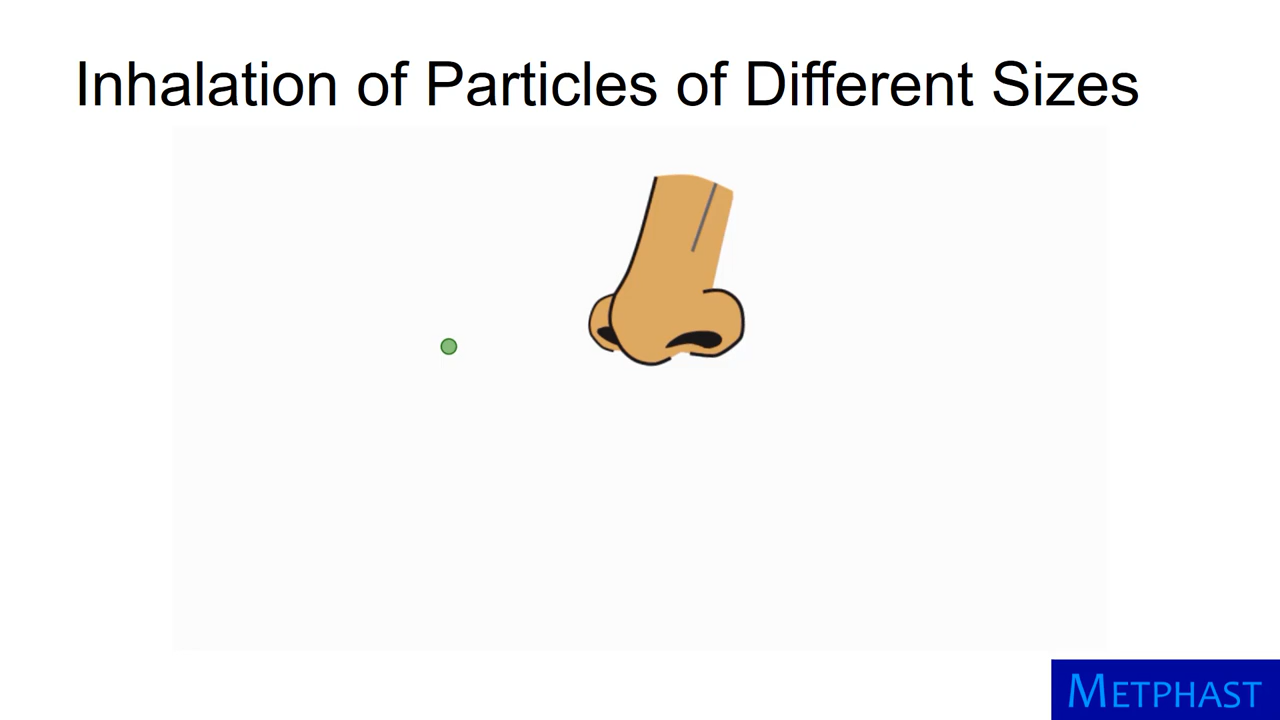 Inhalation of Particles of Different Sizes
METPHAST